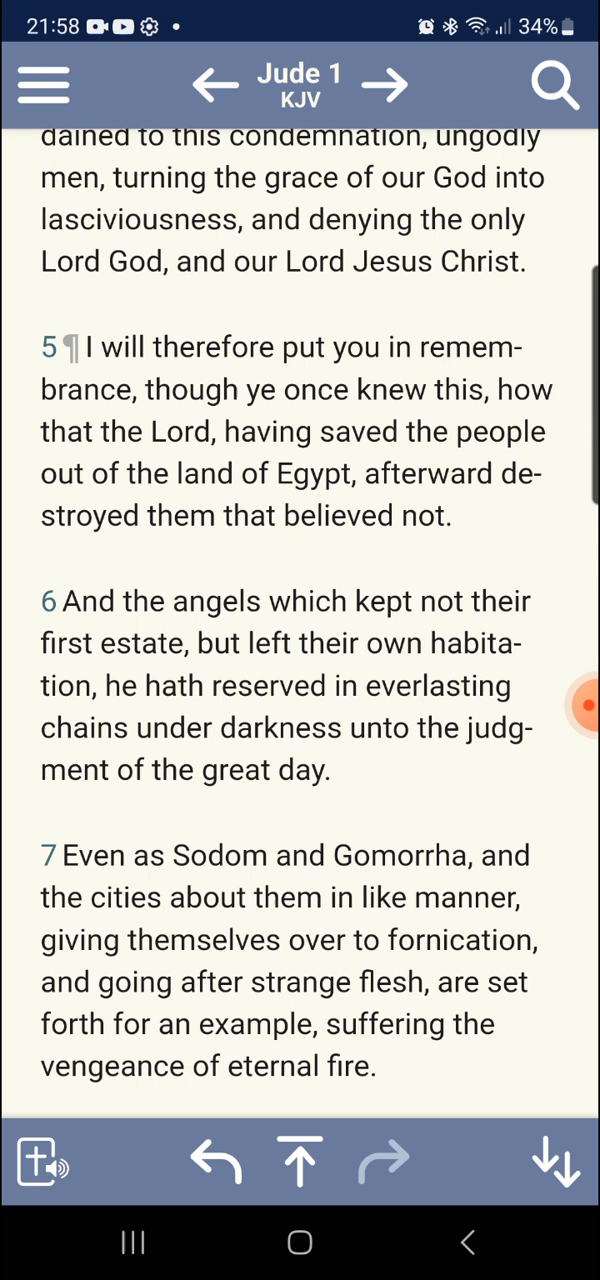 21:58 34%
Jude 1
KJV
dained to this condemnation, ungodly
men, turning the grace of our God into
lasciviousness, and denying the only
Lord God, and our Lord Jesus Christ.
5 ¶ I will therefore put you in remem-
brance, though ye once knew this, how
that the Lord, having saved the people
out of the land of Egypt, afterward de-
stroyed them that believed not.
6 And the angels which kept not their
first estate, but left their own habita-
tion, he hath reserved in everlasting
chains under darkness unto the judg-
ment of the great day.
7 Even as Sodom and Gomorrha, and
the cities about them in like manner,
giving themselves over to fornication,
and going after strange flesh, are set
forth for an example, suffering the
vengeance of eternal fire.